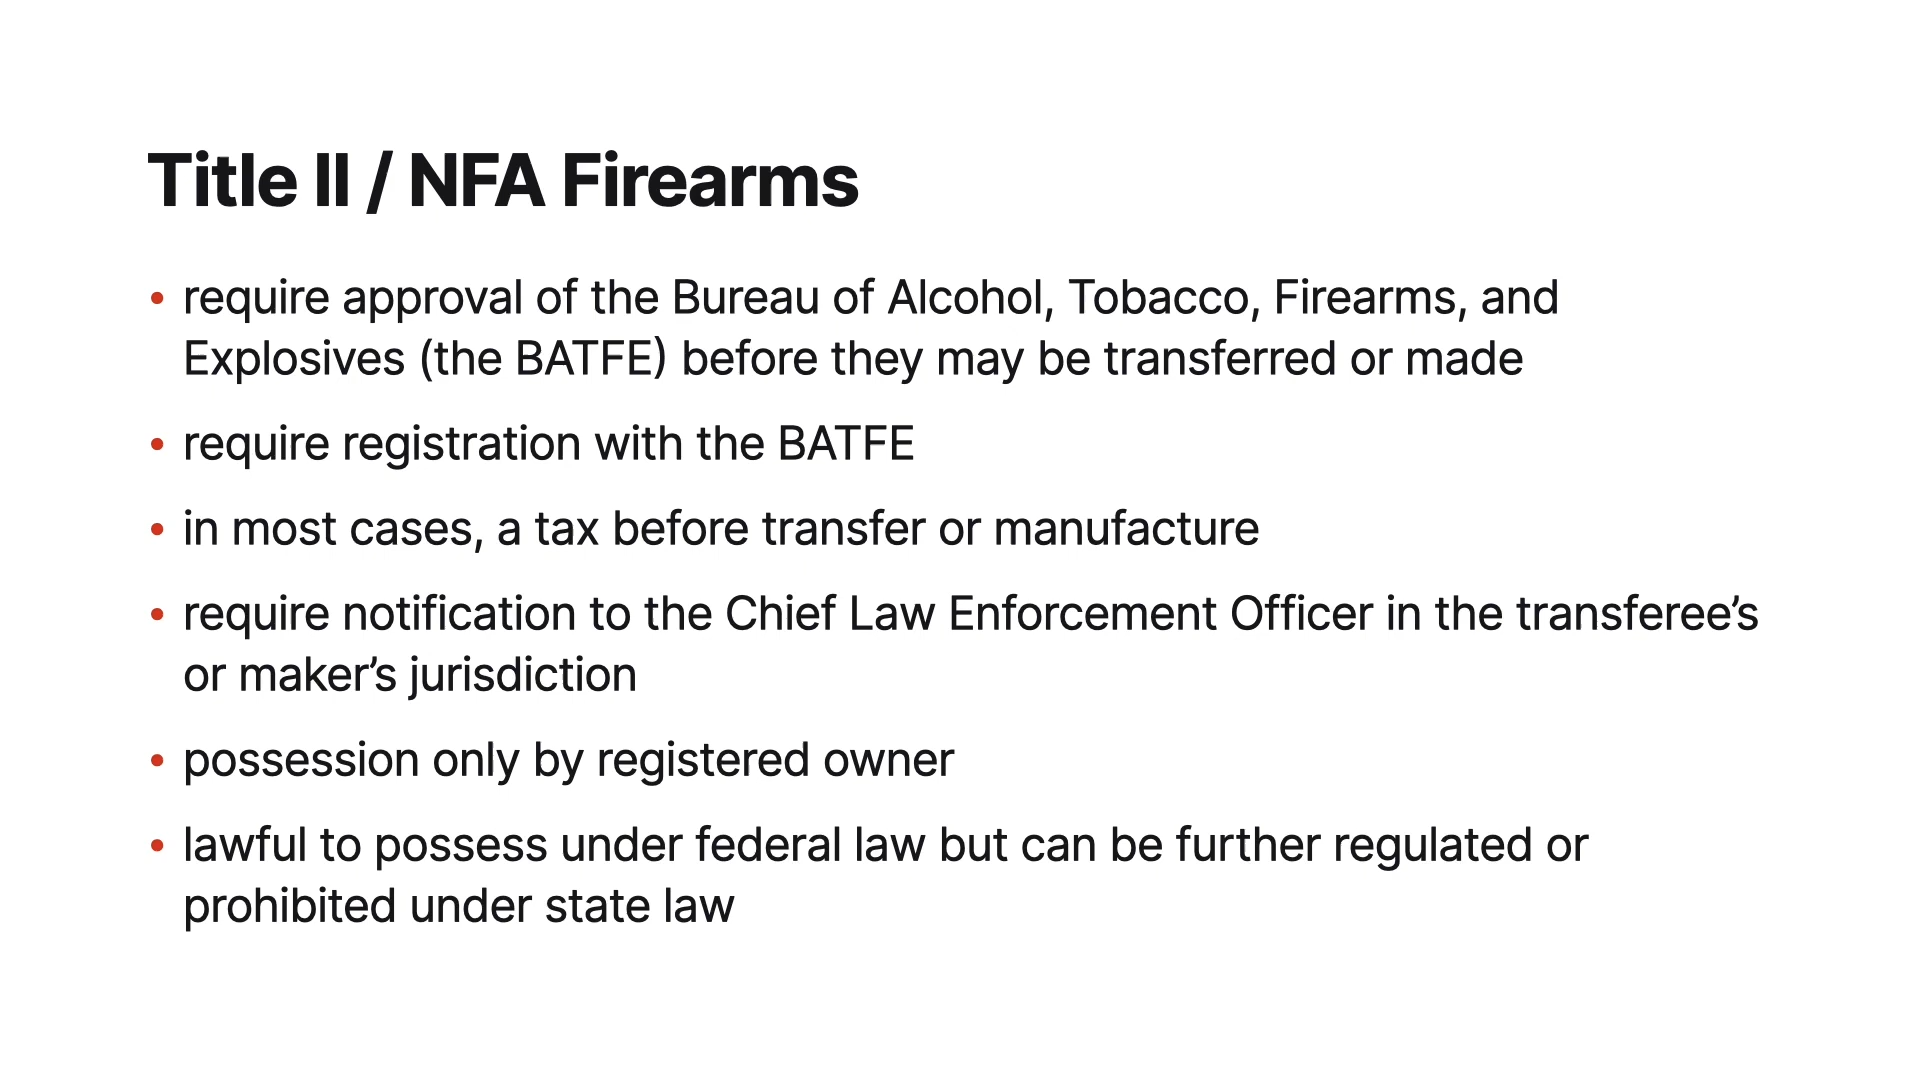 Title II / NFA Firearms
• require approval of the Bureau of Alcohol, Tobacco, Firearms, and
Explosives (the BATFE) before they may be transferred or made
• require registration with the BATFE
• in most cases, a tax before transfer or manufacture
• require notification to the Chief Law Enforcement Officer in the transferee’s
or maker’s jurisdiction
• possession only by registered owner
• lawful to possess under federal law but can be further regulated or
prohibited under state law